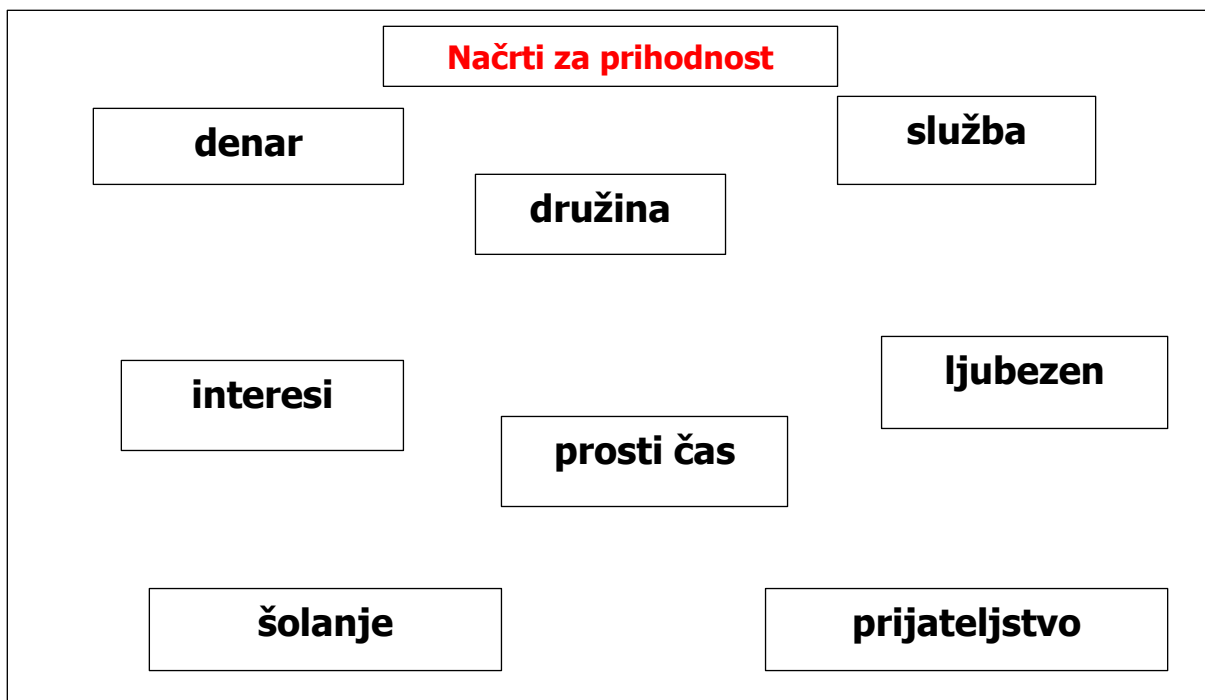 Načrti za prihodnost
denar
služba
družina
interesi
ljubezen
prosti čas
šolanje
prijateljstvo